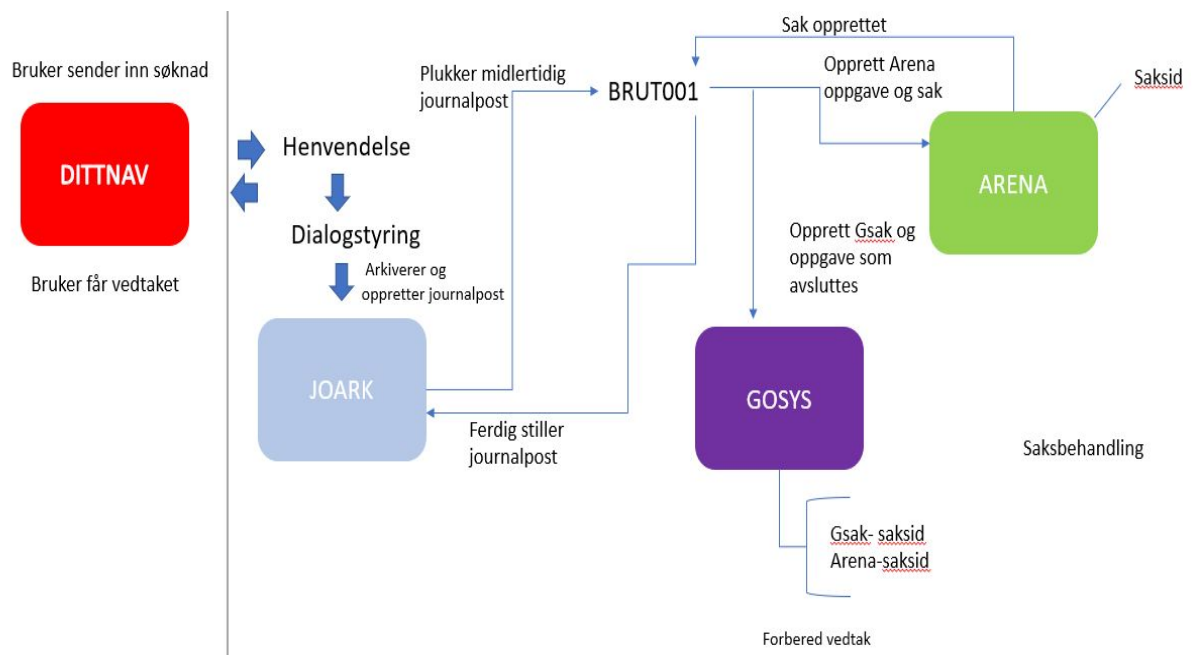 Bruker sender inn søknad
DITTNAV
Bruker får vedtaket
Henvendelse
Dialogstyring
Arkiverer og
oppretter journalpost
JOARK
Plukker midlertidig
journalpost
BRUT001
Sak opprettet
Opprett Arena
oppgave og sak
Saksid
ARENA
Opprett Gsak og
oppgave som
avsluttes
GOSYS
Ferdig stiller
journalpost
Saksbehandling
Gsak- saksid
Arena-saksid
Forbered vedtak